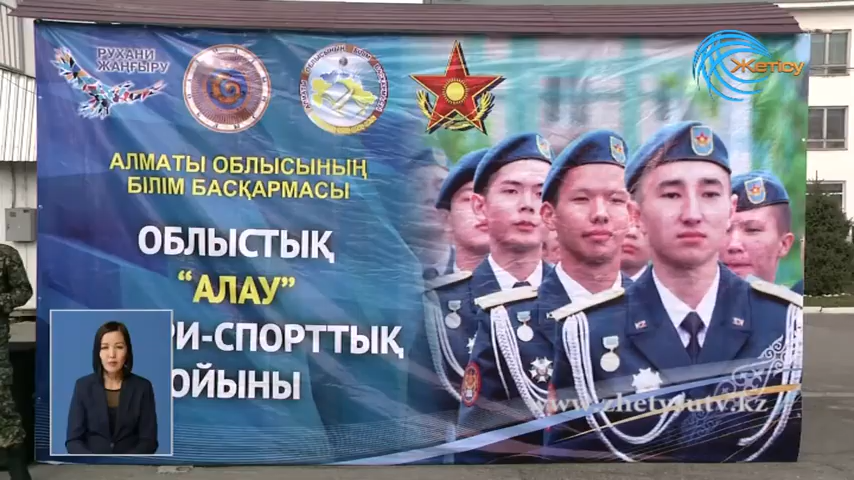 РУХАНИ
ЖАҢҒЫРУ
Жетісу
АЛМАТЫ ОБЛЫСЫНЫҢ
БІЛІМ БАСҚАРМАСЫ
ОБЛЫСТЫҚ
“АЛАУ”
РИ-СПОРТТЫҚ
ОЙЫНЫ
www.zhetysutv.kz